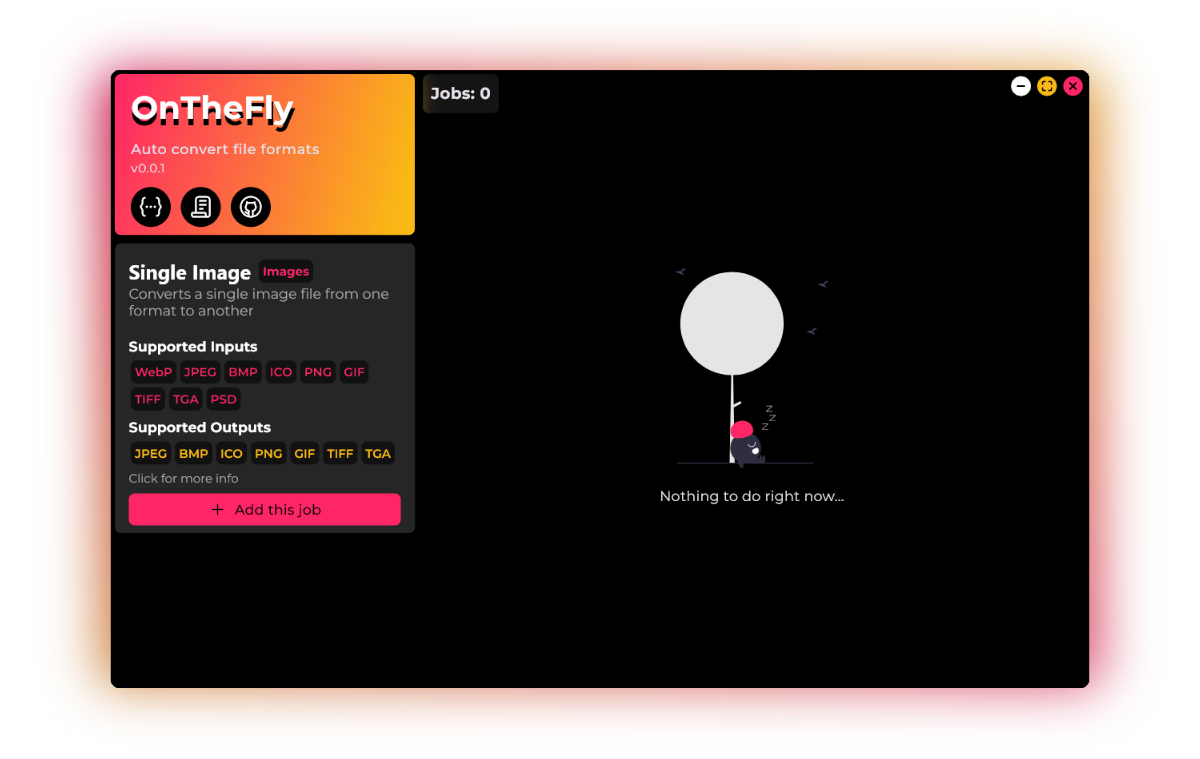 OnTheFly
Auto convert file formats
v0.0.1
Jobs: 0
Single Image Images
Converts a single image file from one
format to another
Supported Inputs
WebP JPEG BMP ICO PNG GIF
TIFF TGA PSD
Supported Outputs
JPEG BMP ICO PNG GIF TIFF TGA
Click for more info
+ Add this job
z
z
z
Nothing to do right now...